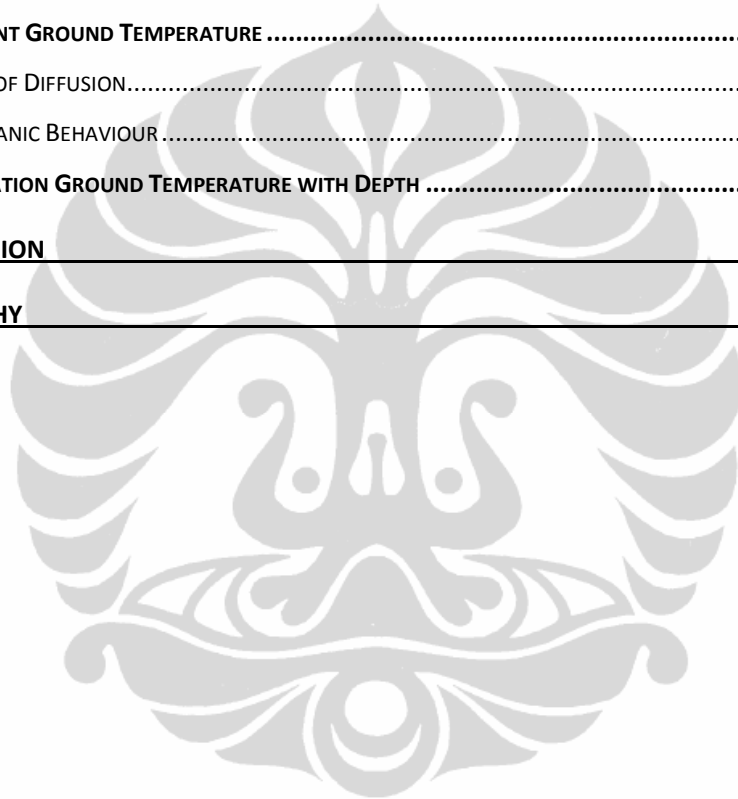 NT GROUND TEMPERATURE ....................................................................
OF DIFFUSION....................................................................................
ANIC BEHAVIOUR................................................................................
ATION GROUND TEMPERATURE WITH DEPTH ............................................
ION
HY